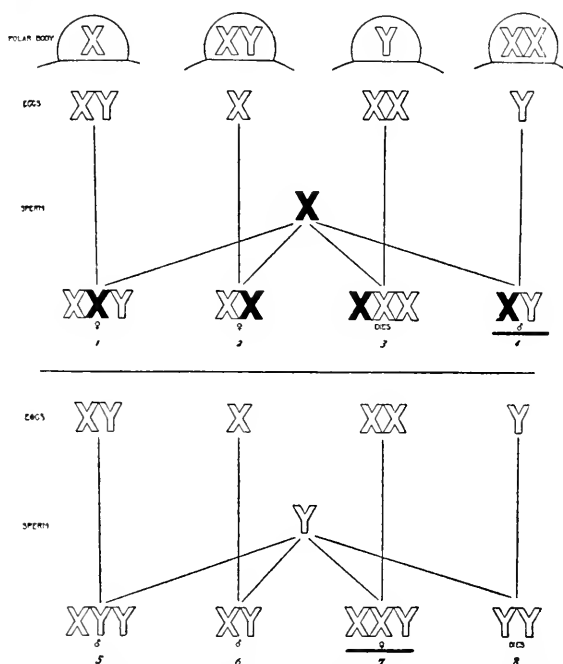 POLAR BODY X XY Y XX
EGGS XY X XX Y
SPERM X
XXY XX XXX XY
♀ ♀ DIES ♂
1 2 3 4
EGGS XY X XX Y
SPERM Y
XYY XY XXY YY
♂ ♂ ♀ DIES
5 6 7 8